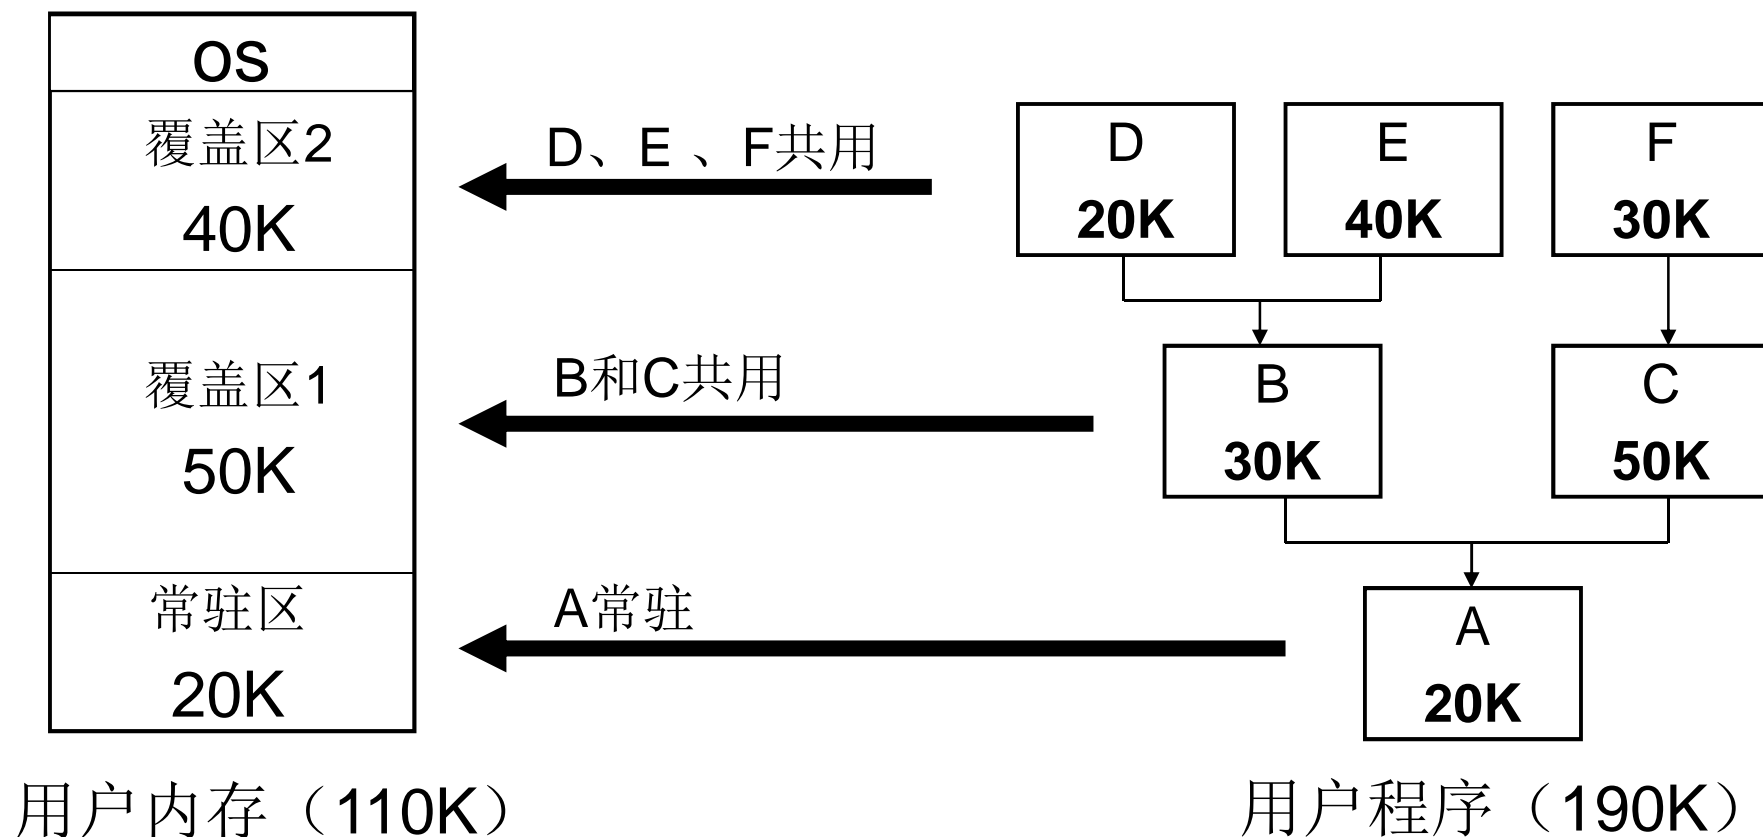 OS
覆盖区2
40K
覆盖区1
50K
常驻区
20K
用户内存（110K）
D、E 、F共用
B和C共用
A常驻
D
20K
E
40K
F
30K
B
30K
C
50K
A
20K
用户程序（190K）